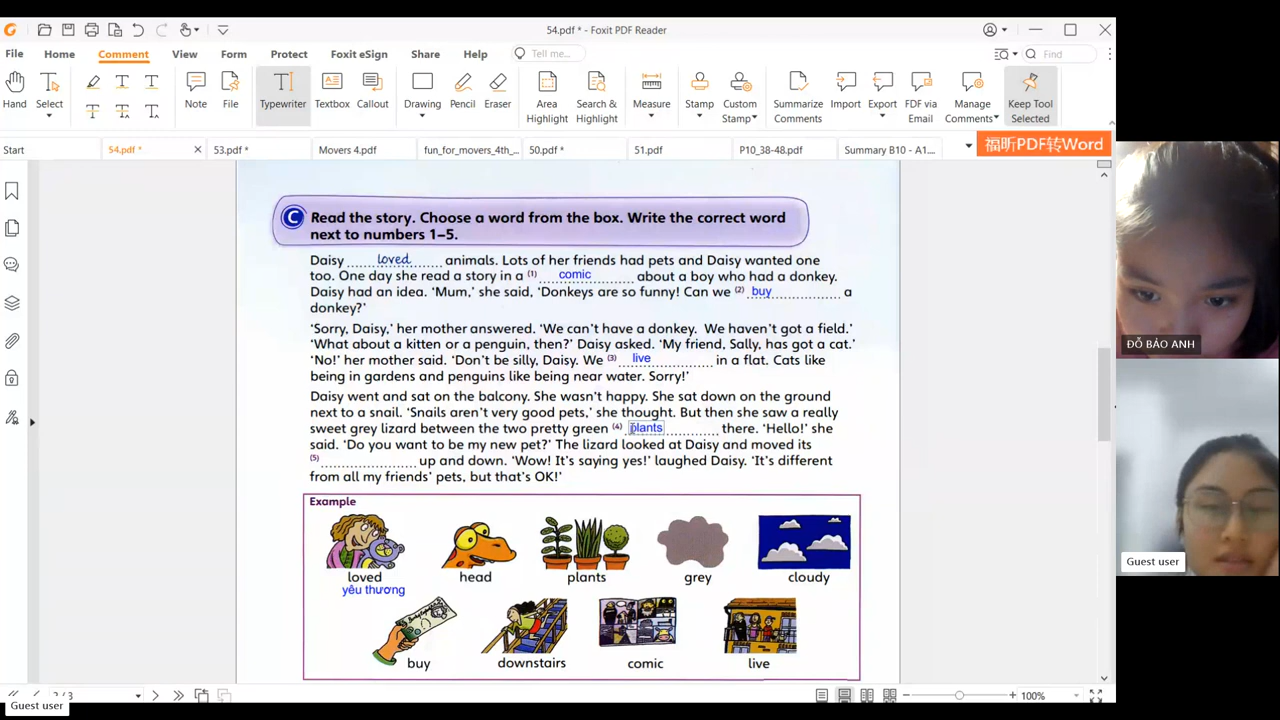 54.pdf * - Foxit PDF Reader
File Home Comment View Form Protect Foxit eSign Share Help Tell me... Find
Hand Select Note File Typewriter Textbox Callout Drawing Pencil Eraser Area Highlight Search & Highlight Measure Stamp Custom Stamp Summarize Comments Import Export FDF via Email Manage Comments Keep Tool Selected
Start 54.pdf * 53.pdf * Movers 4.pdf fun_for_movers_4th_... 50.pdf * 51.pdf P10_38-48.pdf Summary B10 - A1.... 福昕PDF转Word
C Read the story. Choose a word from the box. Write the correct word
next to numbers 1–5.
Daisy loved animals. Lots of her friends had pets and Daisy wanted one
too. One day she read a story in a (1) comic about a boy who had a donkey.
Daisy had an idea. ‘Mum,’ she said, ‘Donkeys are so funny! Can we (2) buy a
donkey?’
‘Sorry, Daisy,’ her mother answered. ‘We can’t have a donkey. We haven’t got a field.’
‘What about a kitten or a penguin, then?’ Daisy asked. ‘My friend, Sally, has got a cat.’
‘No!’ her mother said. ‘Don’t be silly, Daisy. We (3) live in a flat. Cats like
being in gardens and penguins like being near water. Sorry!’
Daisy went and sat on the balcony. She wasn’t happy. She sat down on the ground
next to a snail. ‘Snails aren’t very good pets,’ she thought. But then she saw a really
sweet grey lizard between the two pretty green (4) plants there. ‘Hello!’ she
said. ‘Do you want to be my new pet?’ The lizard looked at Daisy and moved its
(5) up and down. ‘Wow! It’s saying yes!’ laughed Daisy. ‘It’s different
from all my friends’ pets, but that’s OK!’
Example
loved head plants grey cloudy
yêu thương
buy downstairs comic live
2 / 3
100%
Guest user
ĐỖ BẢO ANH
Guest user